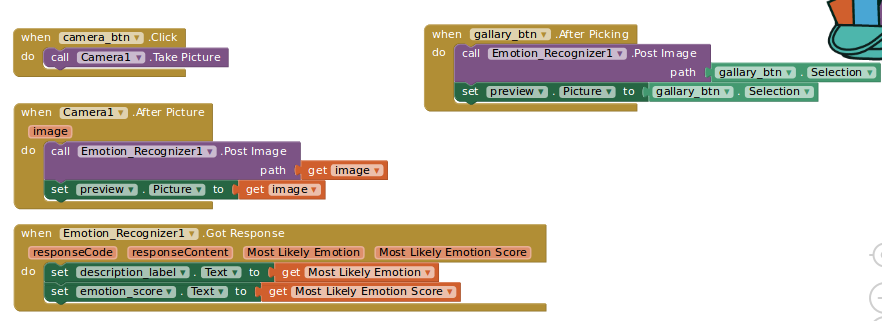 when camera_btn .Click
do call Camera1 .Take Picture
when Camera1 .After Picture
image
do call Emotion_Recognizer1 .Post Image
path get image
set preview . Picture to get image
when Emotion_Recognizer1 .Got Response
responseCode responseContent Most Likely Emotion Most Likely Emotion Score
do set description_label . Text to get Most Likely Emotion
set emotion_score . Text to get Most Likely Emotion Score
when gallary_btn .After Picking
do call Emotion_Recognizer1 .Post Image
path gallary_btn . Selection
set preview . Picture to gallary_btn . Selection